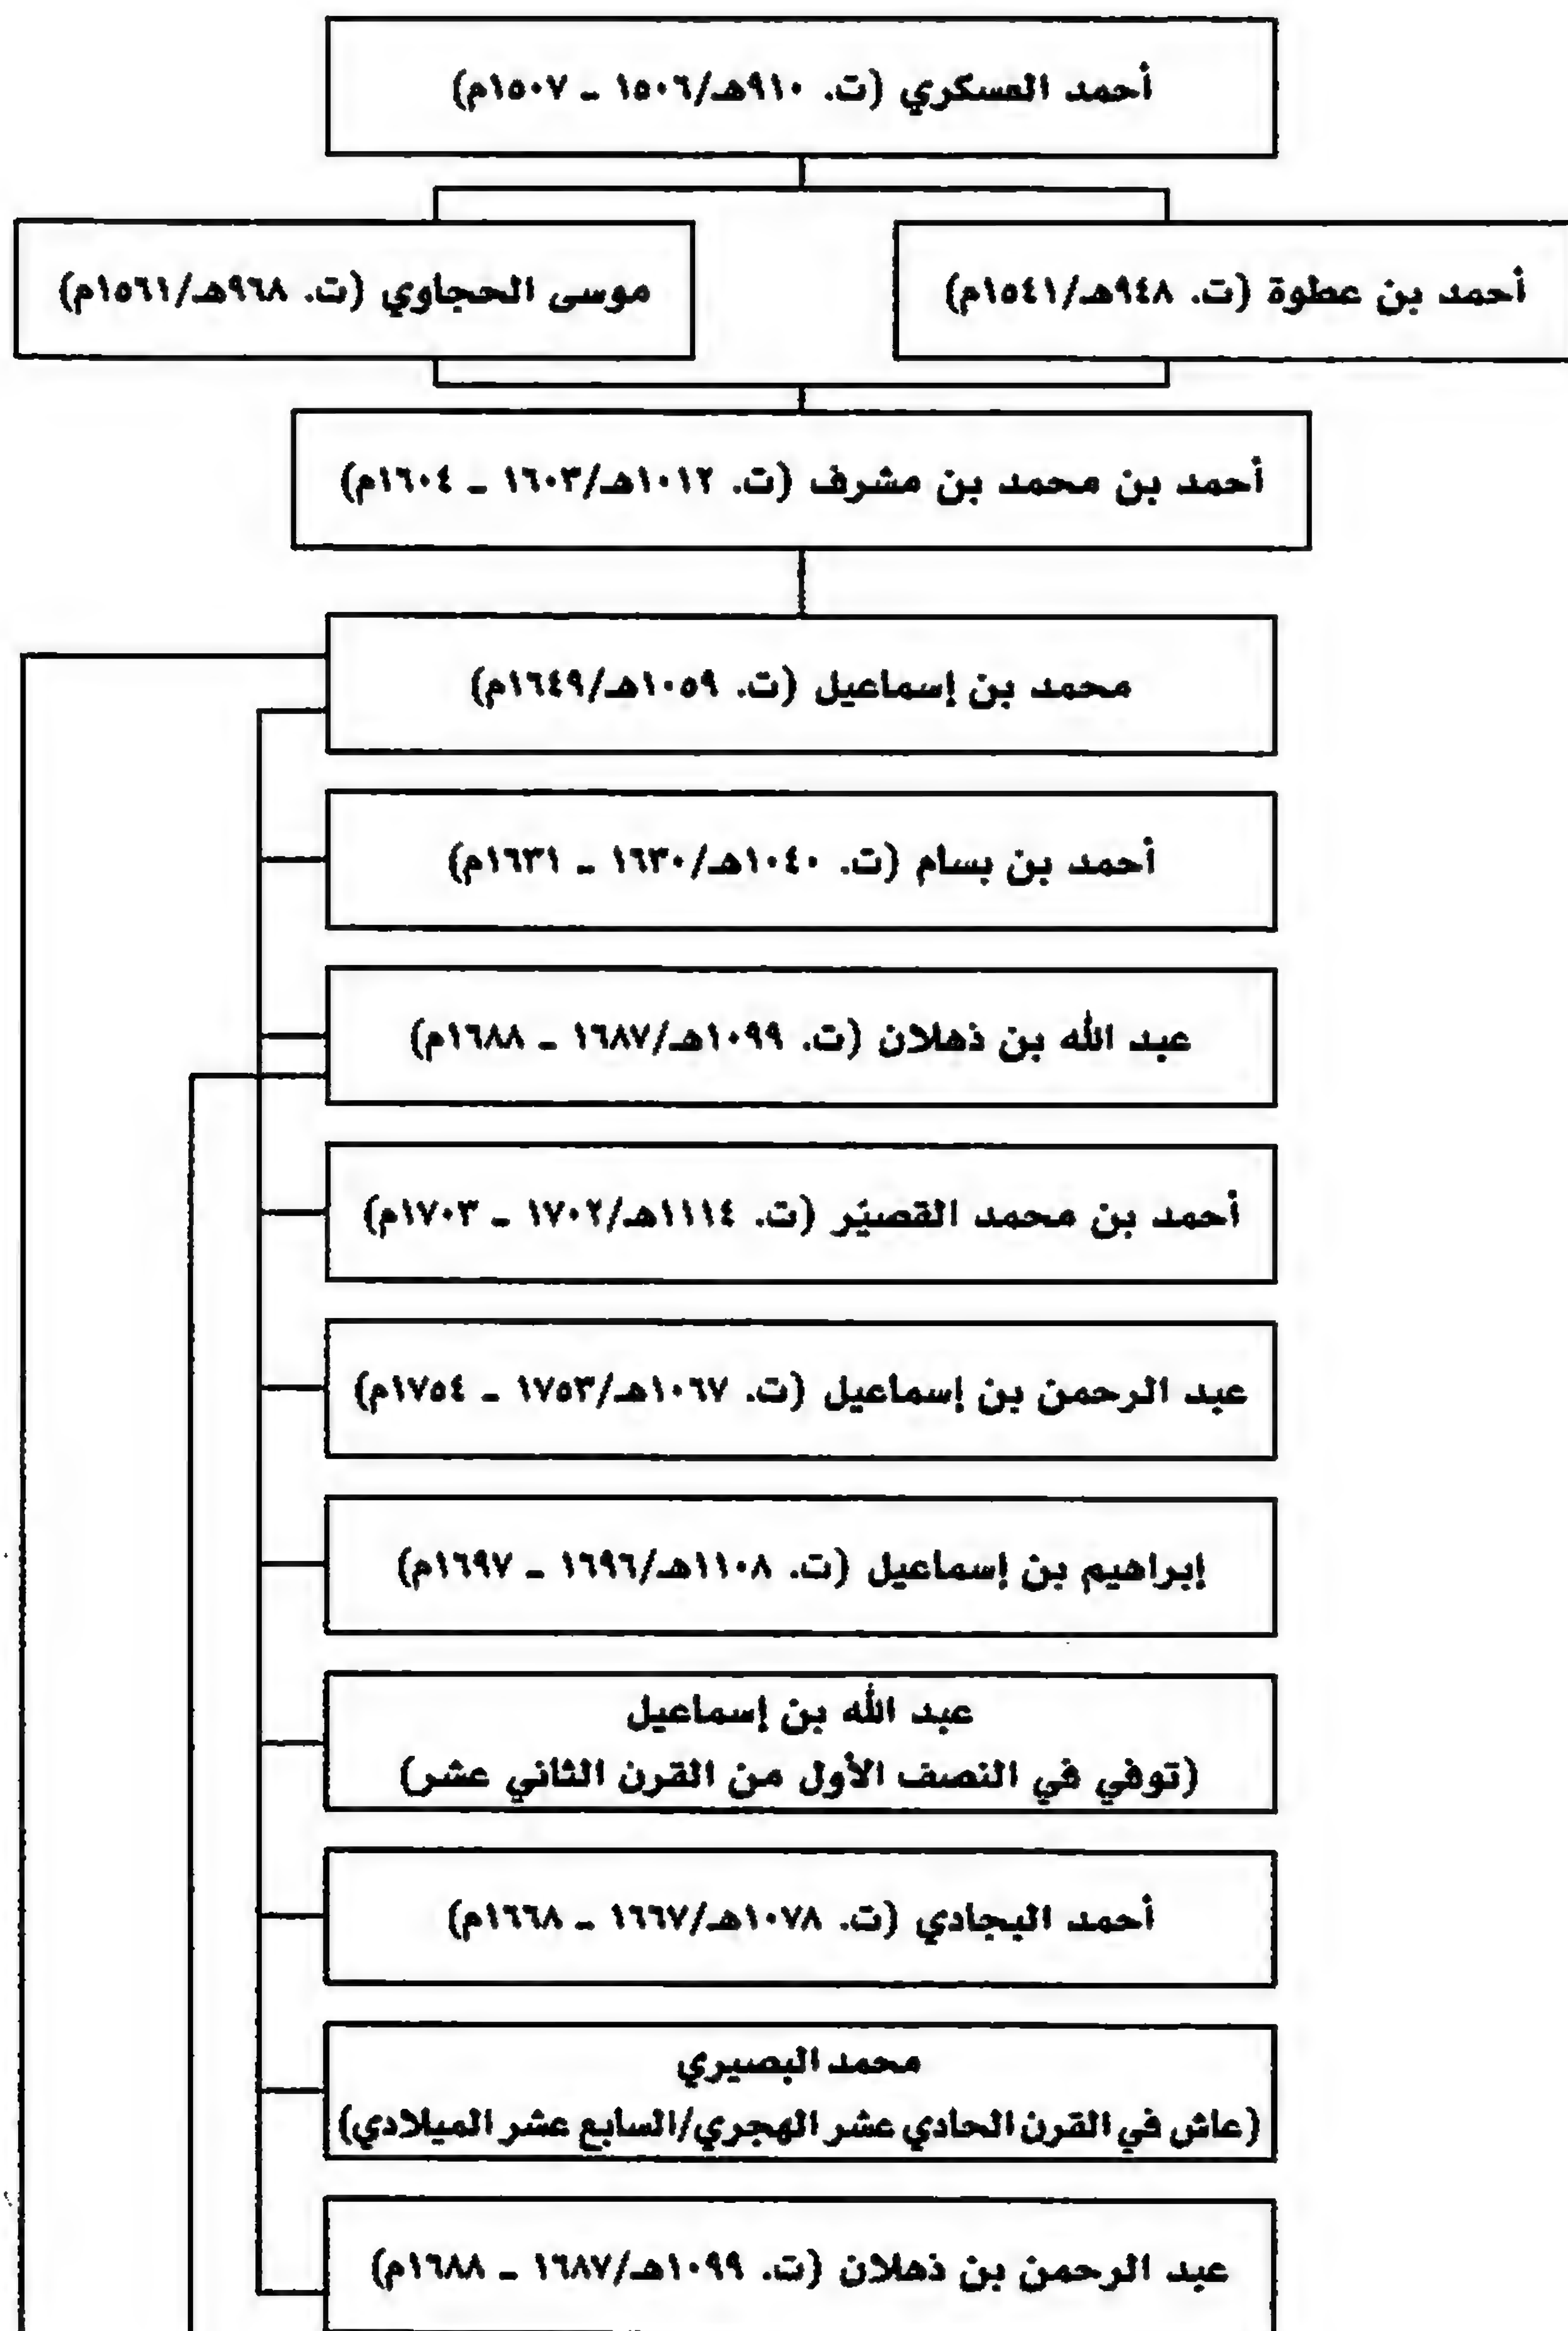 أحمد العسكري (ت. ٩١٠هـ/١٥٠٦ - ١٥٠٧م)
أحمد بن عطوة (ت. ٩٤٨هـ/١٥٤١م)
موسى الحجاوي (ت. ٩٦٨هـ/١٥٦١م)
أحمد بن محمد بن مشرف (ت. ١٠١٢هـ/١٦٠٣ - ١٦٠٤م)
محمد بن إسماعيل (ت. ١٠٥٩هـ/١٦٤٩م)
أحمد بن بسام (ت. ١٠٤٠هـ/١٦٣٠ - ١٦٣١م)
عبد الله بن ذهلان (ت. ١٠٩٩هـ/١٦٨٧ - ١٦٨٨م)
أحمد بن محمد القصيّر (ت. ١١١٤هـ/١٧٠٢ - ١٧٠٣م)
عبد الرحمن بن إسماعيل (ت. ١٠٦٧هـ/١٧٥٣ - ١٧٥٤م)
إبراهيم بن إسماعيل (ت. ١١٠٨هـ/١٦٩٦ - ١٦٩٧م)
عبد الله بن إسماعيل
(توفي في النصف الأول من القرن الثاني عشر)
أحمد البجادي (ت. ١٠٧٨هـ/١٦٦٧ - ١٦٦٨م)
محمد البصيري
(عاش في القرن الحادي عشر الهجري/السابع عشر الميلادي)
عبد الرحمن بن ذهلان (ت. ١٠٩٩هـ/١٦٨٧ - ١٦٨٨م)